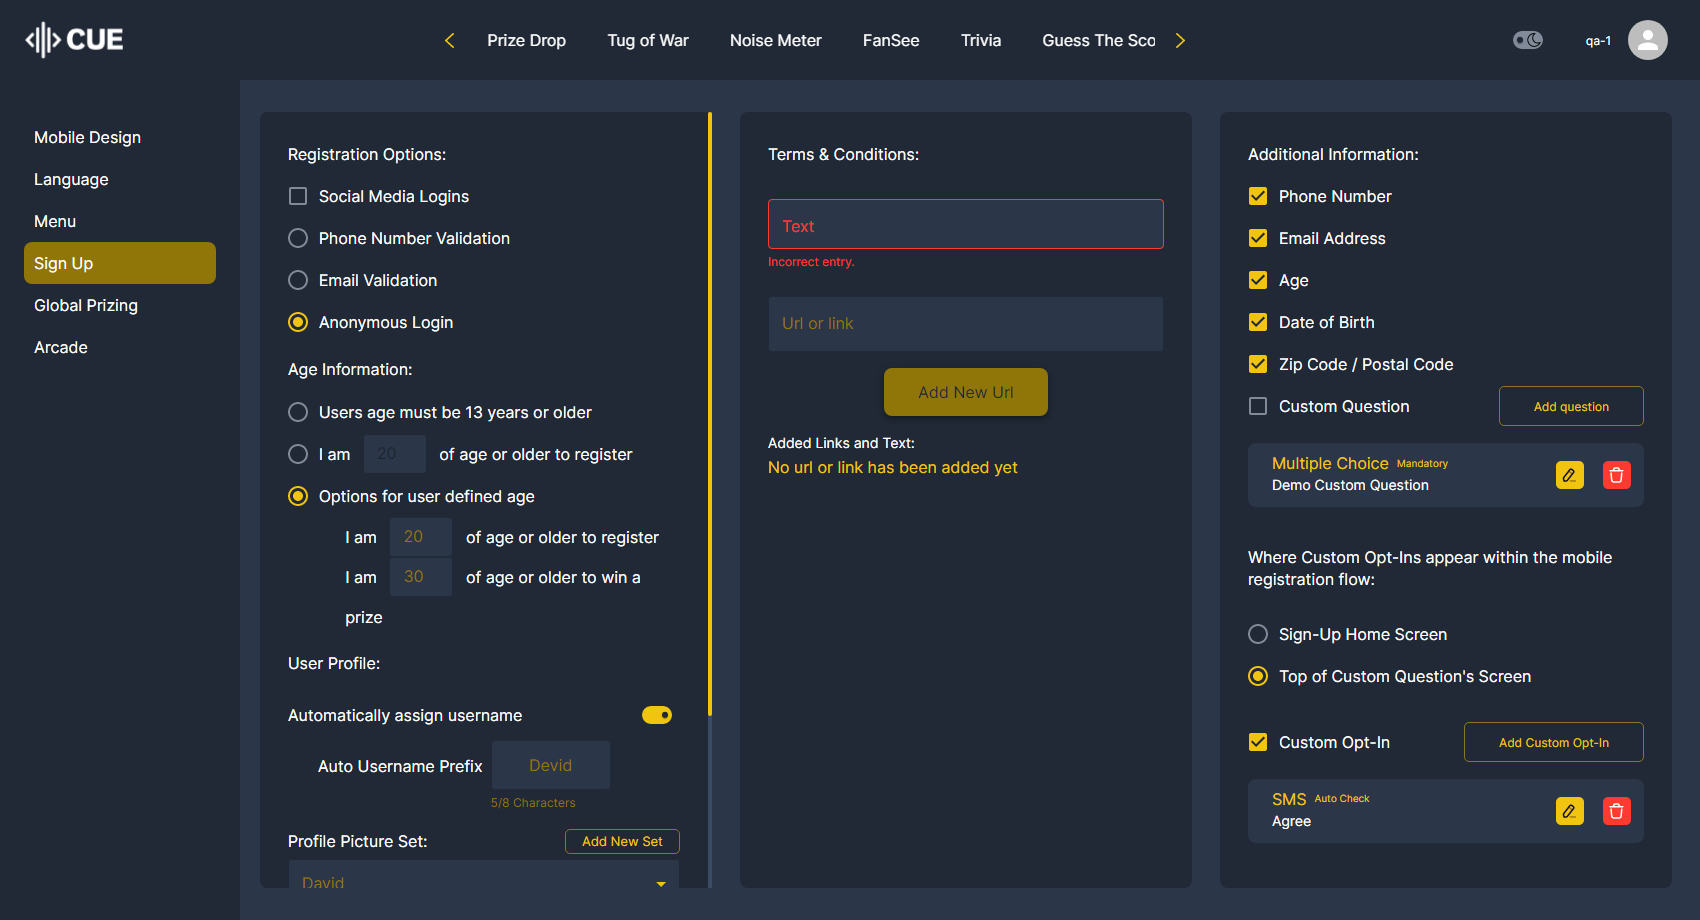 CUE
Prize Drop
Tug of War
Noise Meter
FanSee
Trivia
Guess The Sco
qa-1
Mobile Design
Language
Menu
Sign Up
Global Prizing
Arcade
Registration Options:
Social Media Logins
Phone Number Validation
Email Validation
Anonymous Login
Age Information:
Users age must be 13 years or older
I am 20 of age or older to register
Options for user defined age
I am 20 of age or older to register
I am 30 of age or older to win a
prize
User Profile:
Automatically assign username
Auto Username Prefix Devid
5/8 Characters
Profile Picture Set: Add New Set
David
Terms & Conditions:
Text
Incorrect entry.
Url or link
Add New Url
Added Links and Text:
No url or link has been added yet
Additional Information:
Phone Number
Email Address
Age
Date of Birth
Zip Code / Postal Code
Custom Question Add question
Multiple Choice Mandatory
Demo Custom Question
Where Custom Opt-Ins appear within the mobile
registration flow:
Sign-Up Home Screen
Top of Custom Question's Screen
Custom Opt-In Add Custom Opt-In
SMS Auto Check
Agree